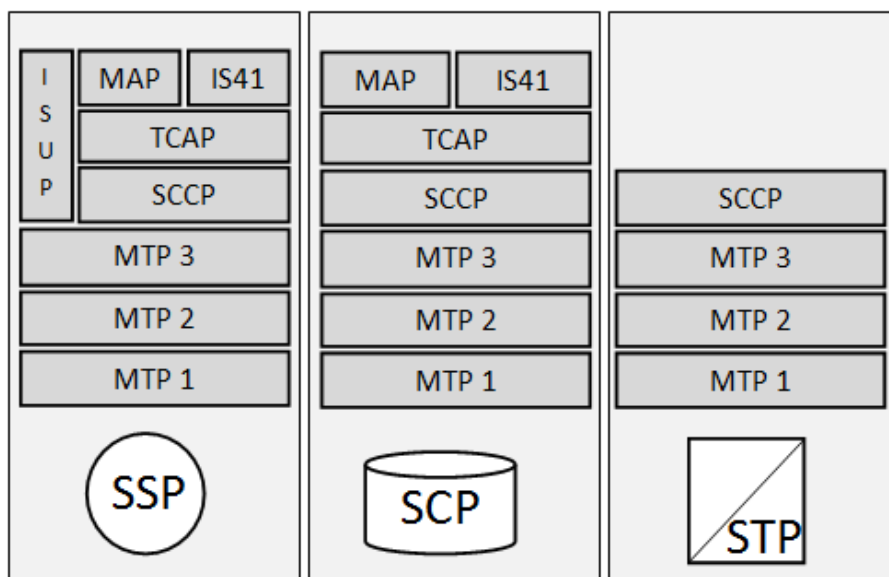 ISUP
MAP
IS41
TCAP
SCCP
MTP 3
MTP 2
MTP 1
SSP
MAP
IS41
TCAP
SCCP
MTP 3
MTP 2
MTP 1
SCP
SCCP
MTP 3
MTP 2
MTP 1
STP